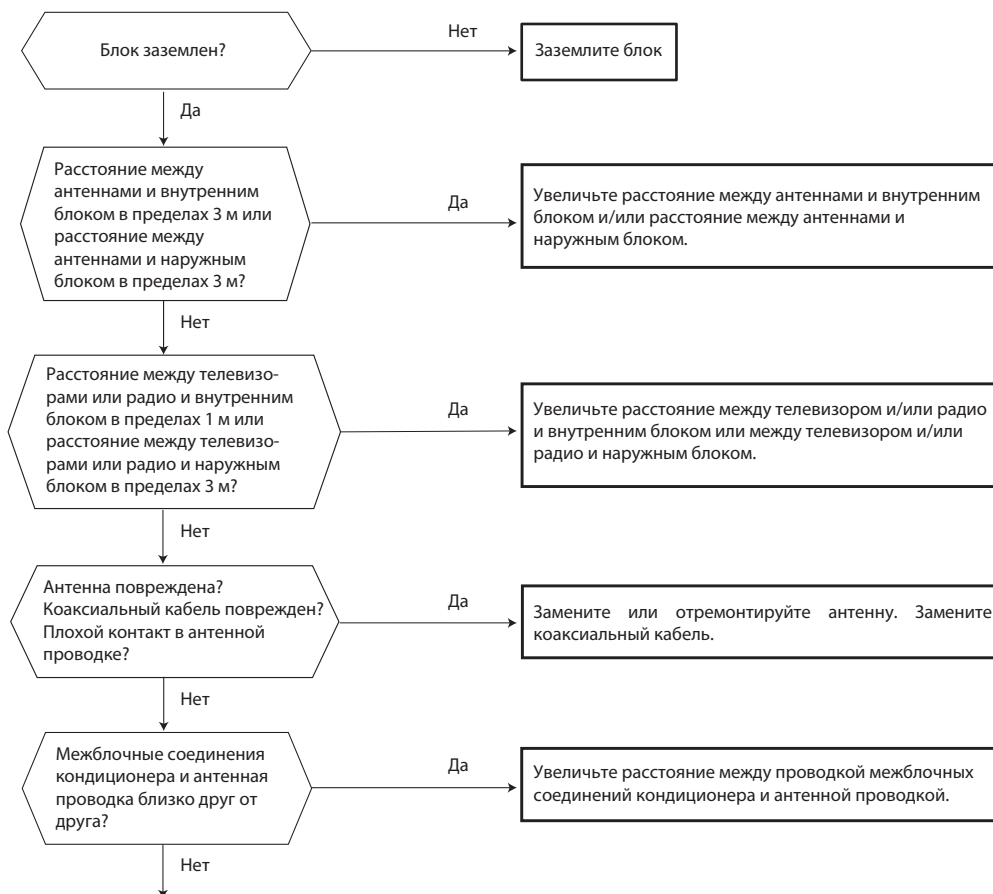 Блок заземлен?
Нет
Заземлите блок
Да
Расстояние между
антеннами и внутренним
блоком в пределах 3 м или
расстояние между
антеннами и наружным
блоком в пределах 3 м?
Да
Увеличьте расстояние между антеннами и внутренним
блоком и/или расстояние между антеннами и
наружным блоком.
Нет
Расстояние между телевизо-
рами или радио и внутренним
блоком в пределах 1 м или
расстояние между телевизо-
рами или радио и наружным
блоком в пределах 3 м?
Да
Увеличьте расстояние между телевизором и/или радио
и внутренним блоком или между телевизором и/или
радио и наружным блоком.
Нет
Антенна повреждена?
Коаксиальный кабель поврежден?
Плохой контакт в антенной
проводке?
Да
Замените или отремонтируйте антенну. Замените
коаксиальный кабель.
Нет
Межблочные соединения
кондиционера и антенная
проводка близко друг от
друга?
Да
Увеличьте расстояние между проводкой межблочных
соединений кондиционера и антенной проводкой.
Нет